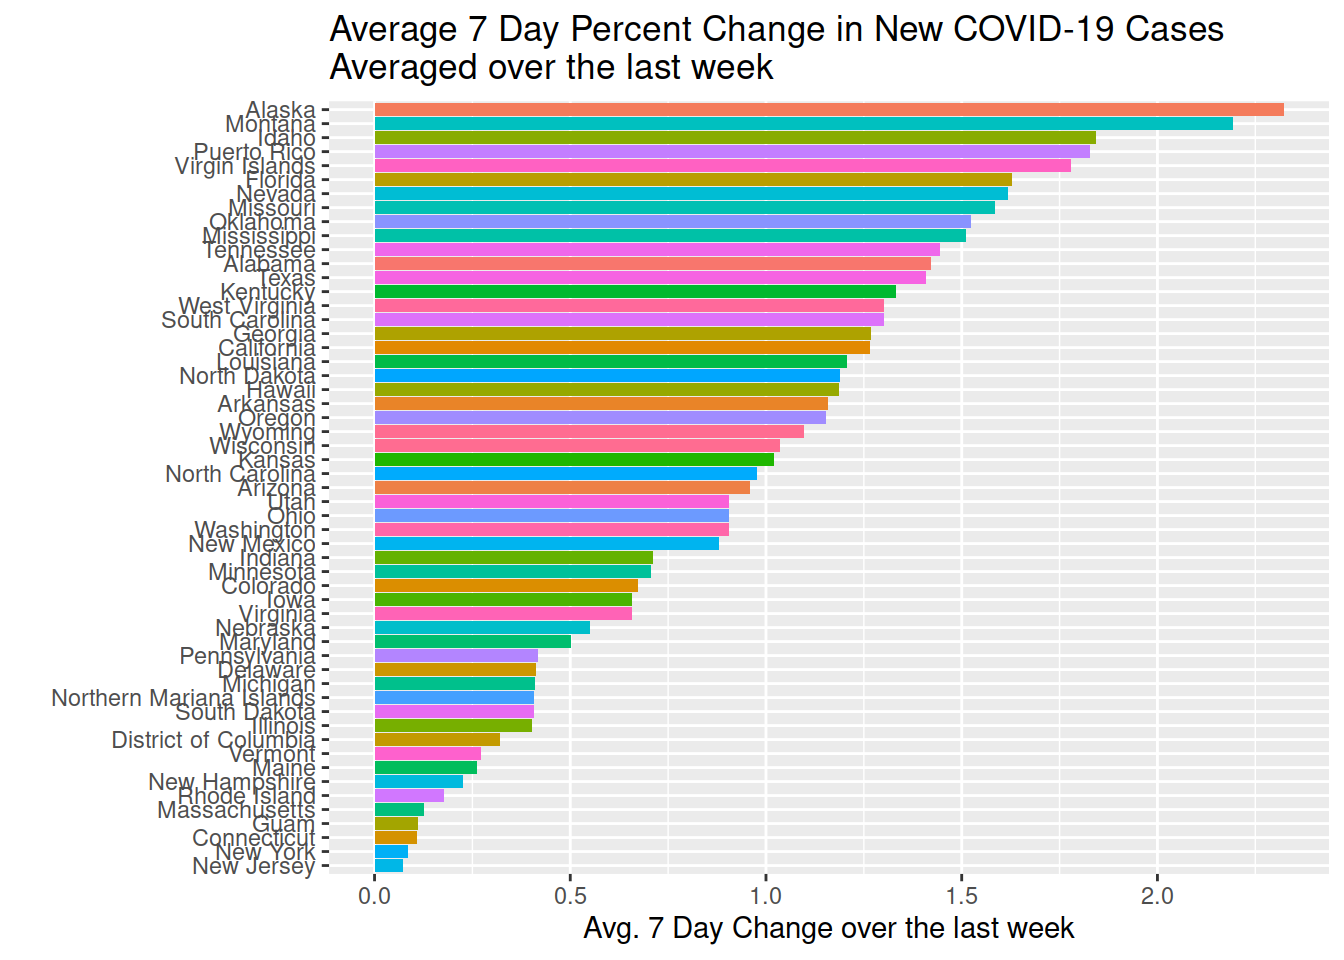 Average 7 Day Percent Change in New COVID-19 Cases
Averaged over the last week
Alaska
Montana
Idaho
Puerto Rico
Virgin Islands
Florida
Nevada
Missouri
Oklahoma
Mississippi
Tennessee
Alabama
Texas
Kentucky
West Virginia
South Carolina
Georgia
California
Louisiana
North Dakota
Hawaii
Arkansas
Oregon
Wyoming
Wisconsin
Kansas
North Carolina
Arizona
Utah
Ohio
Washington
New Mexico
Indiana
Minnesota
Colorado
Iowa
Virginia
Nebraska
Maryland
Pennsylvania
Delaware
Michigan
Northern Mariana Islands
South Dakota
Illinois
District of Columbia
Vermont
Maine
New Hampshire
Rhode Island
Massachusetts
Guam
Connecticut
New York
New Jersey
0.0 0.5 1.0 1.5 2.0
Avg. 7 Day Change over the last week